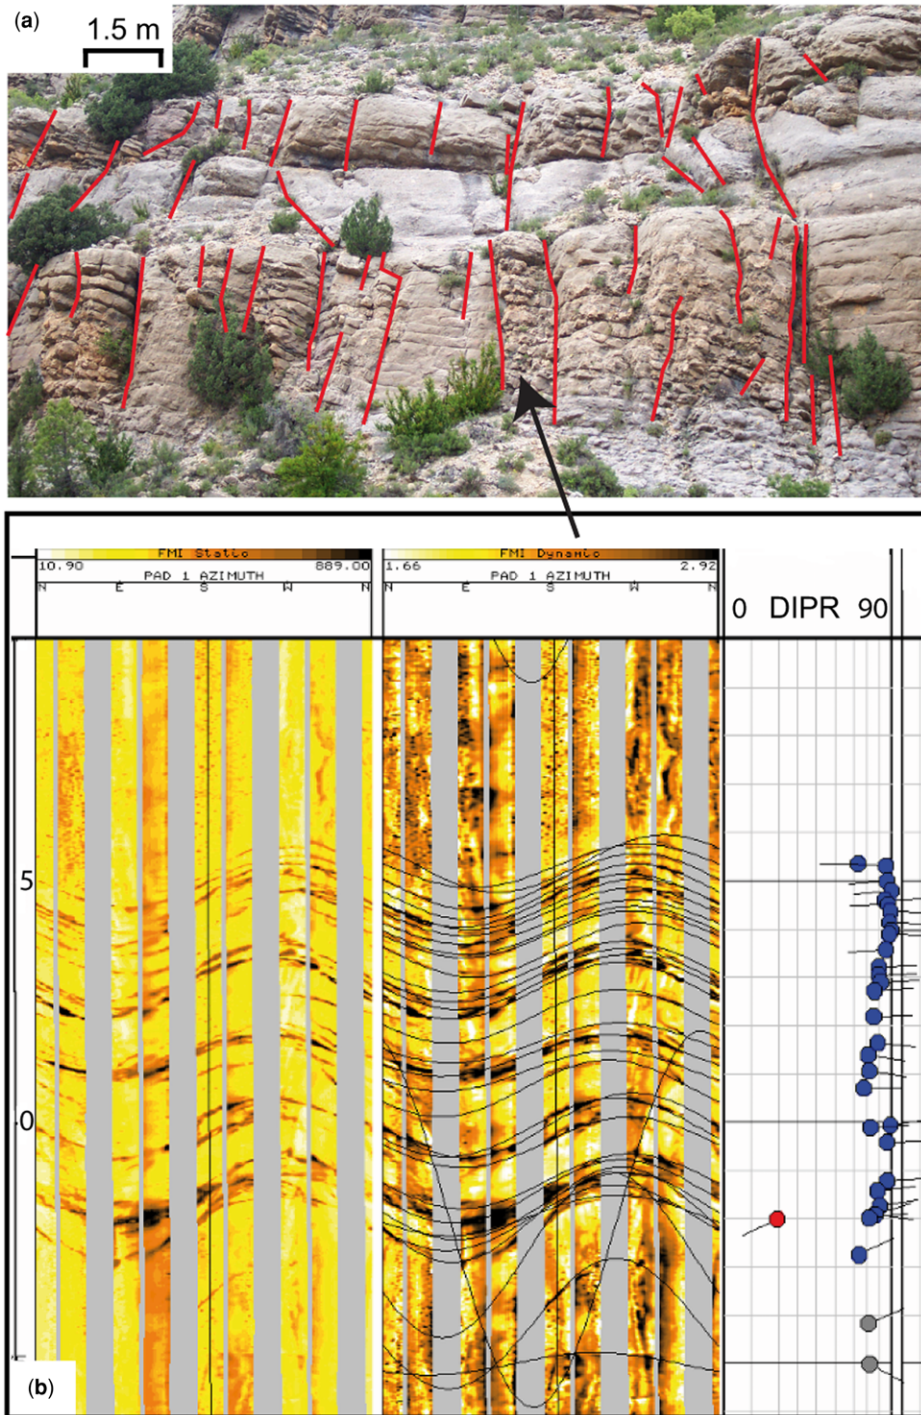 (a)
1.5 m
FMI Static
10.90 889.00
PAD 1 AZIMUTH
N E S W N
FMI Dynamic
1.66 2.92
PAD 1 AZIMUTH
N E S W N
0 DIPR 90
5
.0
(b)